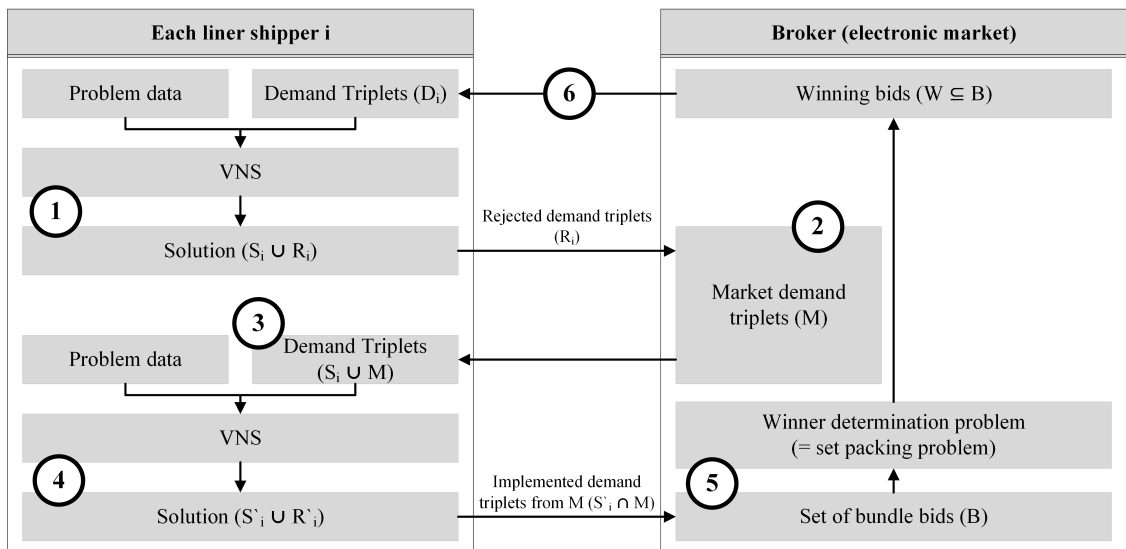 Each liner shipper i
Broker (electronic market)
Problem data
Demand Triplets (Dᵢ)
6
Winning bids (W ⊆ B)
VNS
1
Solution (Sᵢ ∪ Rᵢ)
Rejected demand triplets
(Rᵢ)
2
Market demand
triplets (M)
3
Problem data
Demand Triplets
(Sᵢ ∪ M)
VNS
4
Solution (S`ᵢ ∪ R`ᵢ)
Implemented demand
triplets from M (S`ᵢ ∩ M)
Winner determination problem
(= set packing problem)
5
Set of bundle bids (B)